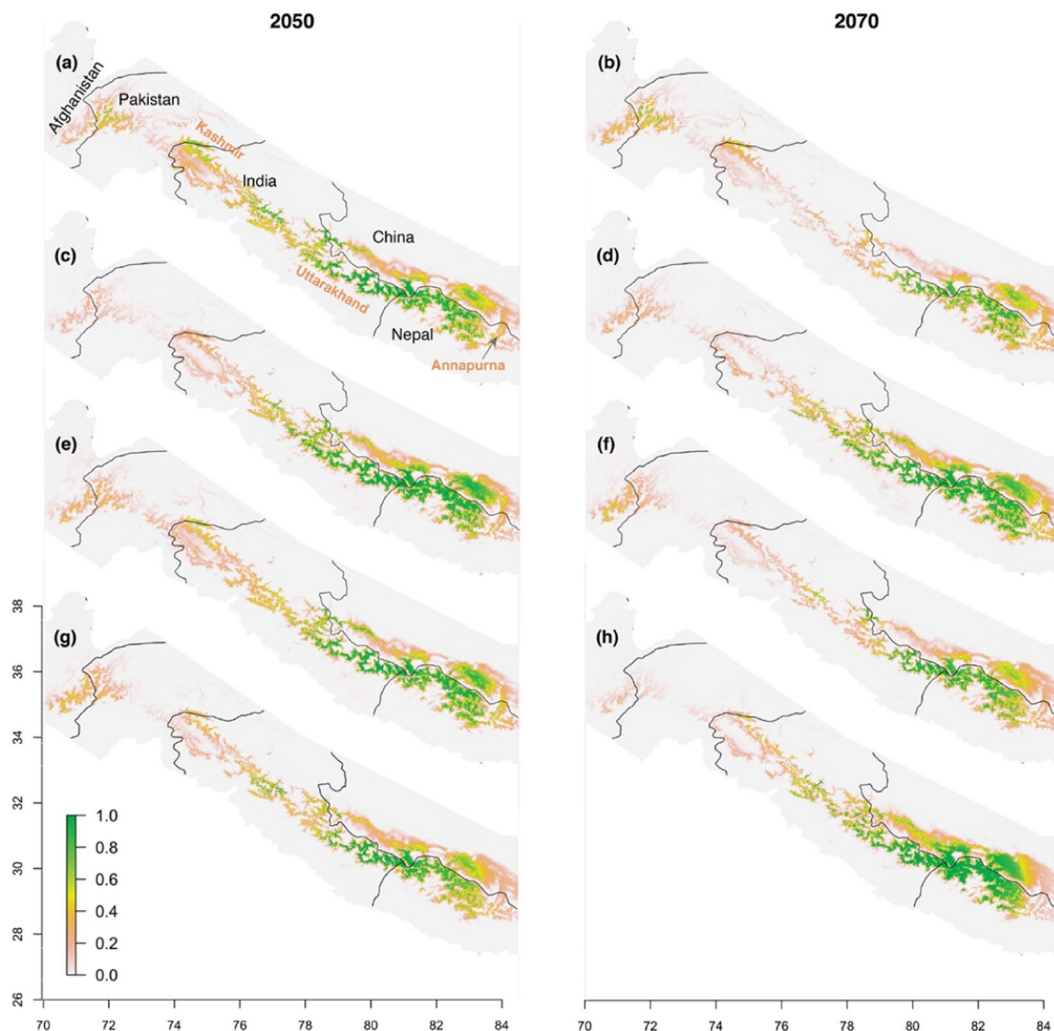 2050
2070
(a)
(b)
Afghanistan
Pakistan
Kashmir
India
China
(c)
(d)
Uttarakhand
Nepal
Annapurna
(e)
(f)
38
(g)
(h)
36
34
32
1.0
0.8
30
0.6
0.4
28
0.2
0.0
26
70 72 74 76 78 80 82 84
70 72 74 76 78 80 82 84